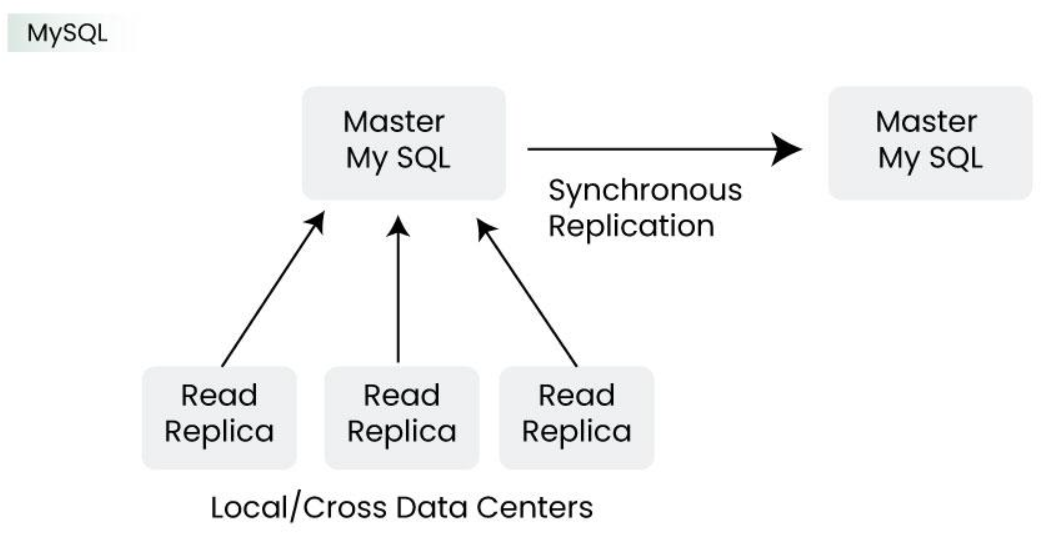 MySQL
Master
My SQL
Master
My SQL
Synchronous
Replication
Read
Replica
Read
Replica
Read
Replica
Local/Cross Data Centers